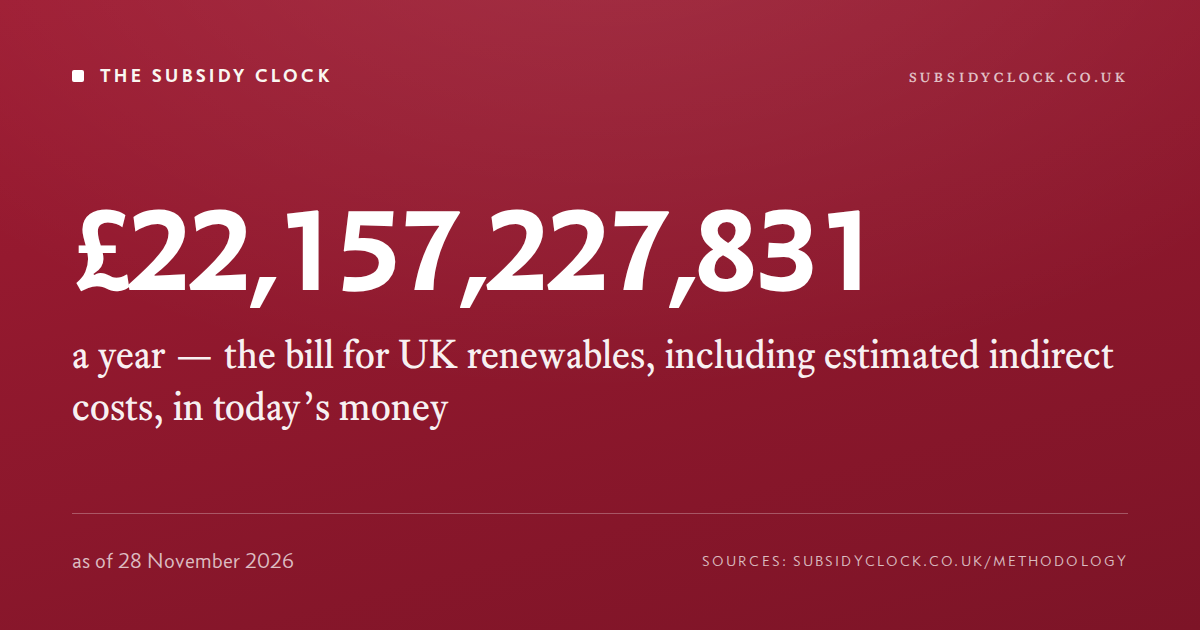 THE SUBSIDY CLOCK
SUBSIDYCLOCK.CO.UK
£22,157,227,831
a year — the bill for UK renewables, including estimated indirect
costs, in today’s money
as of 28 November 2026
SOURCES: SUBSIDYCLOCK.CO.UK/METHODOLOGY